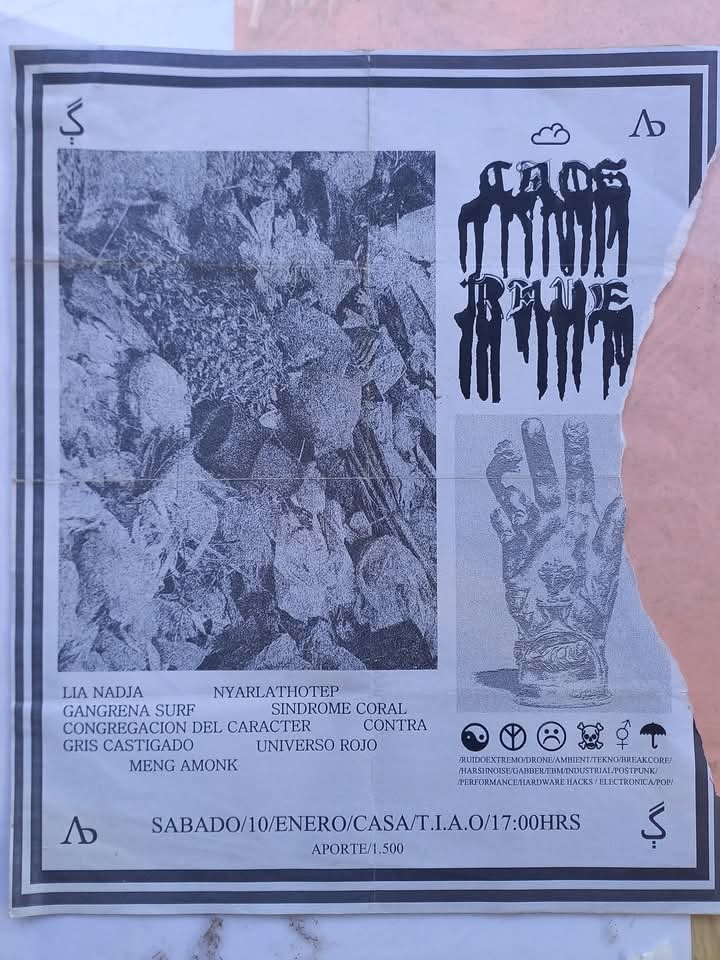 گ
Λა
CAOS
RAVE
LIA NADJA NYARLATHOTEP
GANGRENA SURF SINDROME CORAL
CONGREGACION DEL CARACTER CONTRA
GRIS CASTIGADO UNIVERSO ROJO
MENG AMONK
/RUIDOEXTREMO/DRONE/AMBIENT/TEKNO/BREAKCORE/
/HARSHNOISE/GABBER/EBM/INDUSTRIAL/POSTPUNK/
/PERFORMANCE/HARDWARE HACKS / ELECTRONICA/POP/
SABADO/10/ENERO/CASA/T.I.A.O/17:00HRS
APORTE/1.500
Λა
گ